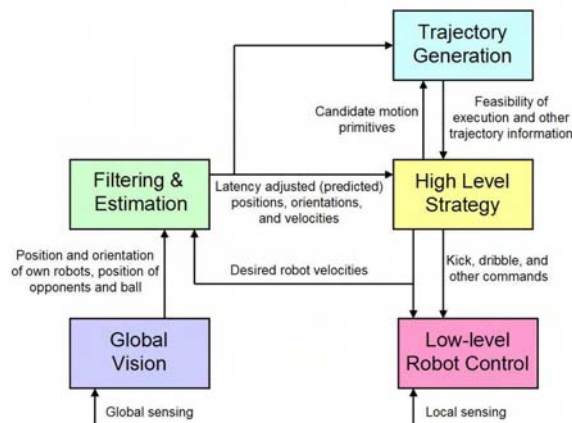 Trajectory
Generation
Candidate motion
primitives
Feasibility of
execution and other
trajectory information
Filtering &
Estimation
Latency adjusted (predicted)
positions, orientations,
and velocities
High Level
Strategy
Position and orientation
of own robots, position of
opponents and ball
Desired robot velocities
Kick, dribble, and
other commands
Global
Vision
Low-level
Robot Control
Global sensing
Local sensing